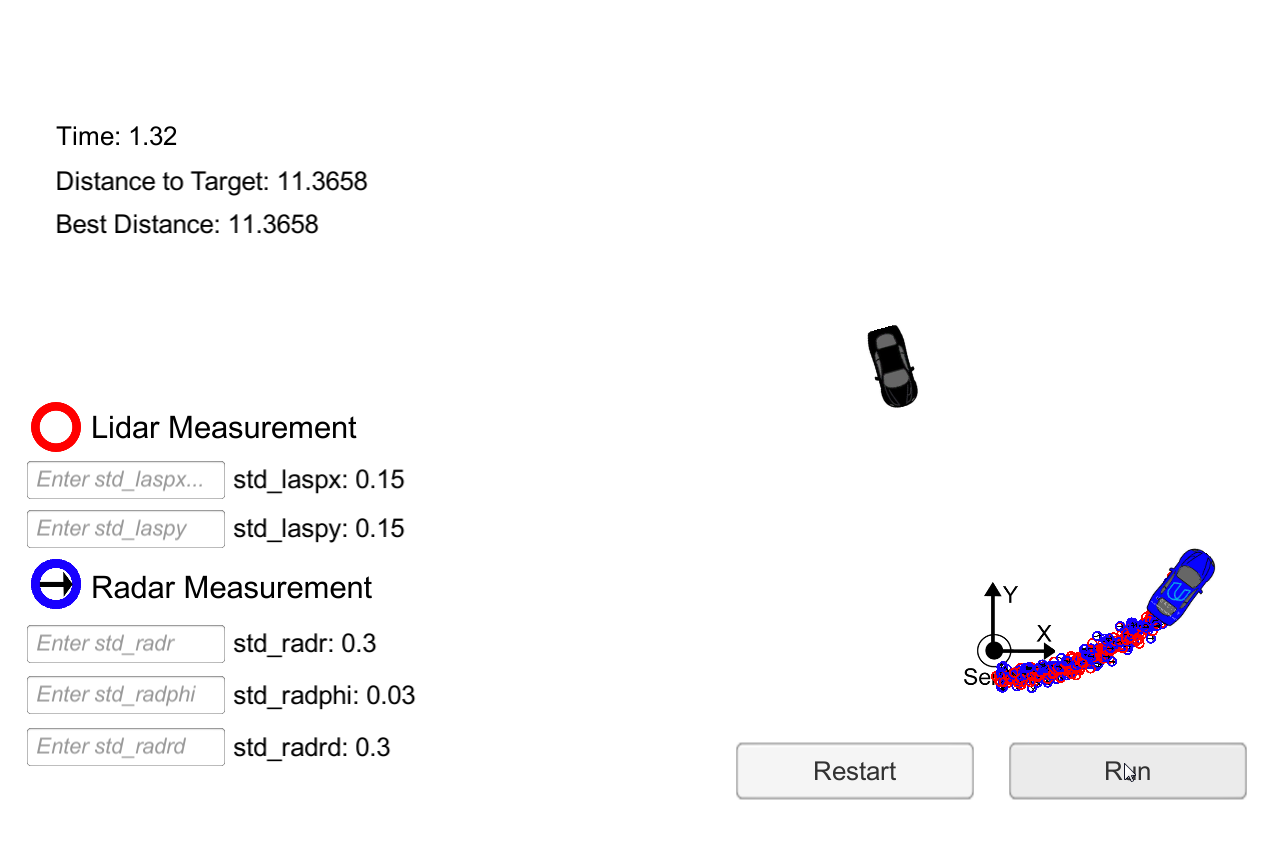 Time: 1.32
Distance to Target: 11.3658
Best Distance: 11.3658
Lidar Measurement
Enter std_laspx... std_laspx: 0.15
Enter std_laspy std_laspy: 0.15
Radar Measurement
Enter std_radr std_radr: 0.3
Enter std_radphi std_radphi: 0.03
Enter std_radrd std_radrd: 0.3
Y
X
Se
Restart Run